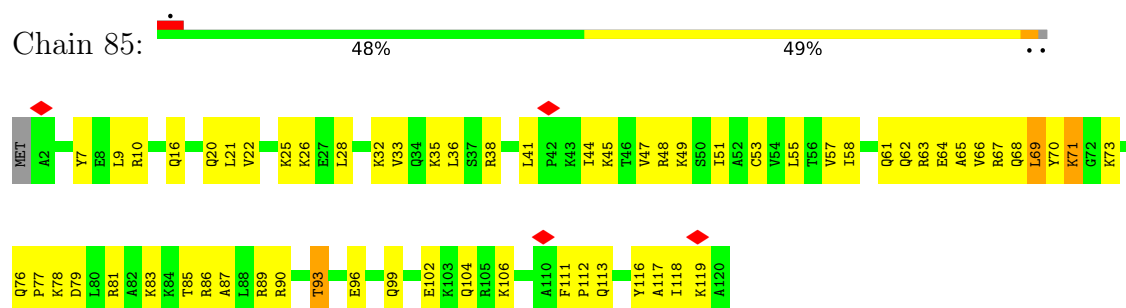 Chain 85:
48% 49%
MET A2 Y7 E8 L9 R10 Q16 Q20 L21 V22 K25 K26 E27 L28 K32 V33 Q34 K35 L36 S37 R38 L41 P42 K43 I44 K45 T46 V47 R48 K49 S50 I51 A52 C53 V54 L55 T56 V57 I58 Q61 Q62 R63 E64 A65 V66 R67 Q68 L69 Y70 K71 G72 K73
Q76 P77 K78 D79 L80 R81 A82 K83 K84 T85 R86 A87 L88 R89 R90 T93 E96 Q99 E102 K103 Q104 R105 K106 A110 F111 P112 Q113 Y116 A117 I118 K119 A120